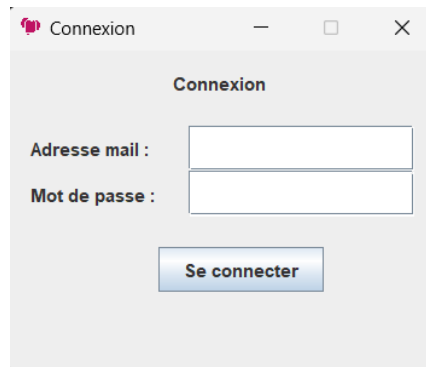 Connexion
Connexion
Adresse mail :
Mot de passe :
Se connecter